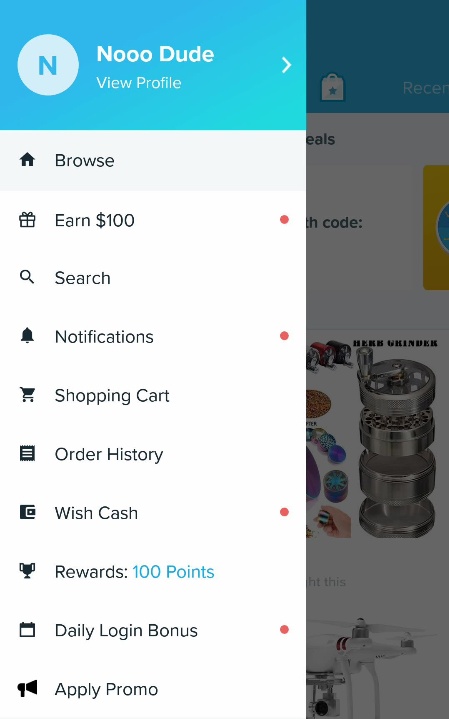 N
Nooo Dude
View Profile
Recen
Browse
eals
Earn $100
th code:
Search
Notifications
HERB GRINDER
Shopping Cart
Order History
Wish Cash
Rewards: 100 Points
ht this
Daily Login Bonus
Apply Promo